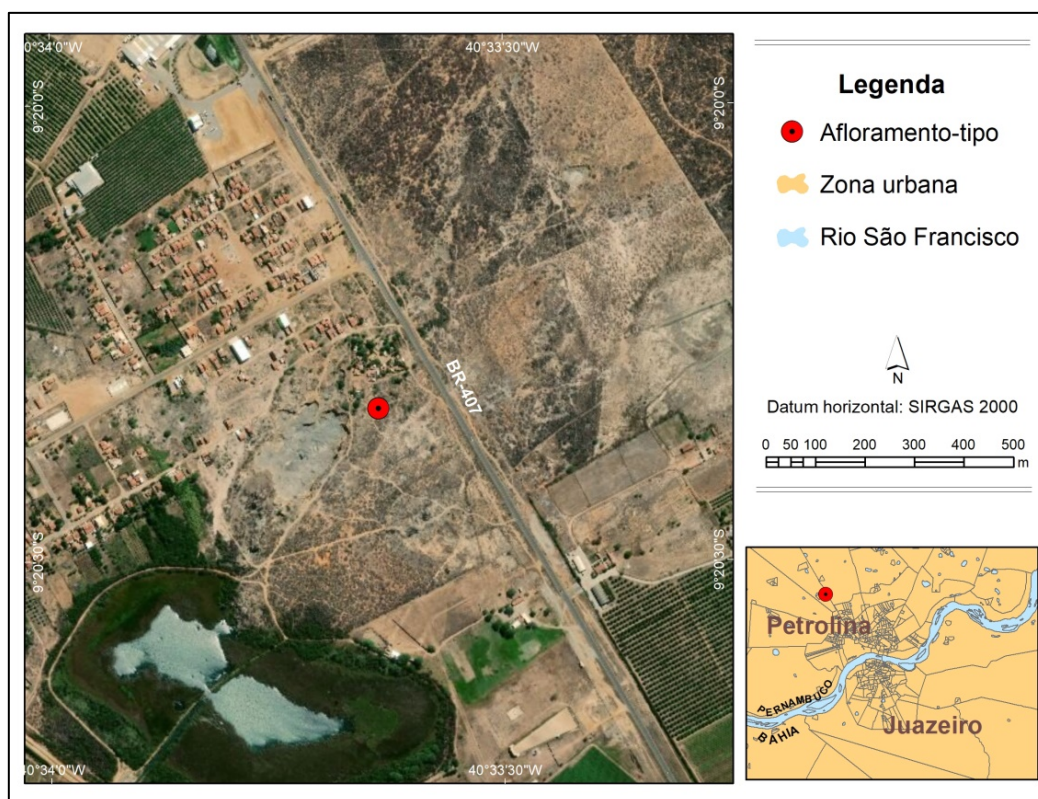 40°34'0"W
40°33'30"W
9°20'0"S
9°20'0"S
BR-407
9°20'30"S
9°20'30"S
40°34'0"W
40°33'30"W
Legenda
Afloramento-tipo
Zona urbana
Rio São Francisco
N
Datum horizontal: SIRGAS 2000
0 50 100 200 300 400 500
m
Petrolina
PERNAMBUCO
BAHIA
Juazeiro